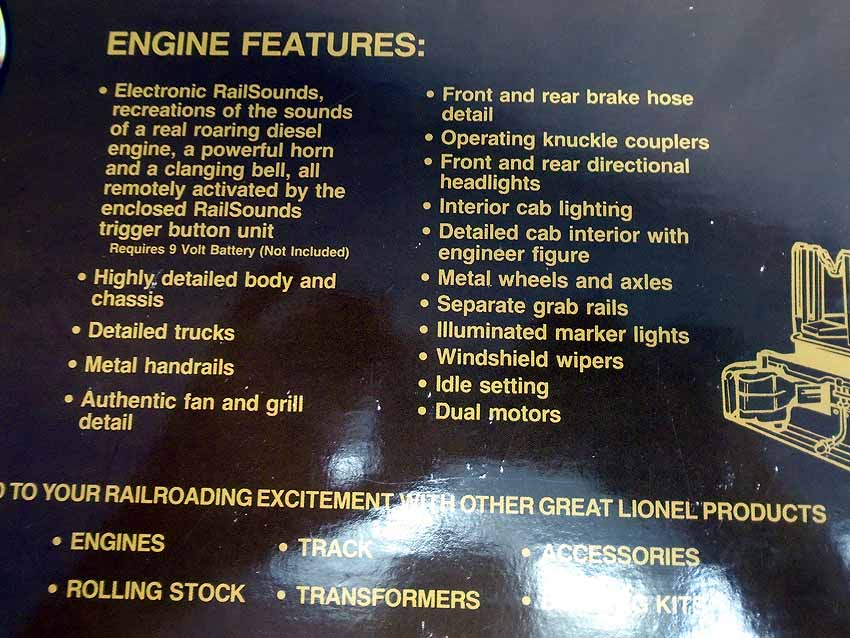 ENGINE FEATURES:
• Electronic RailSounds,
recreations of the sounds
of a real roaring diesel
engine, a powerful horn
and a clanging bell, all
remotely activated by the
enclosed RailSounds
trigger button unit
Requires 9 Volt Battery (Not Included)
• Highly detailed body and
chassis
• Detailed trucks
• Metal handrails
• Authentic fan and grill
detail
• Front and rear brake hose
detail
• Operating knuckle couplers
• Front and rear directional
headlights
• Interior cab lighting
• Detailed cab interior with
engineer figure
• Metal wheels and axles
• Separate grab rails
• Illuminated marker lights
• Windshield wipers
• Idle setting
• Dual motors
TO YOUR RAILROADING EXCITEMENT WITH OTHER GREAT LIONEL PRODUCTS
• ENGINES
• TRACK
• ACCESSORIES
• ROLLING STOCK
• TRANSFORMERS
• KITS